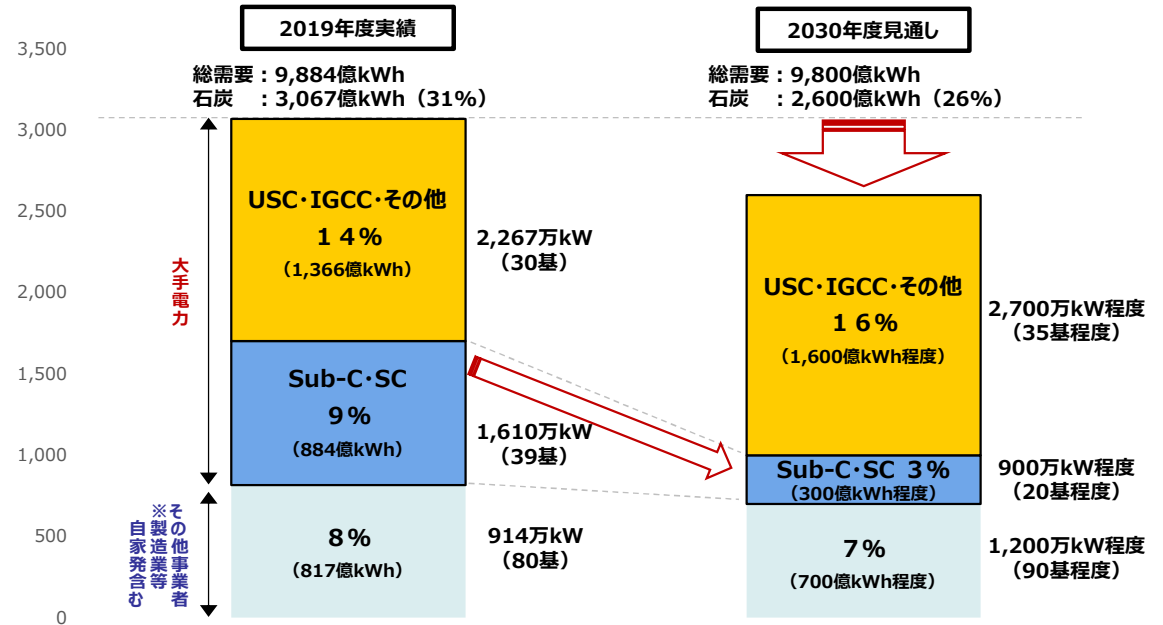 2019年度実績
2030年度見通し
総需要：9,884億kWh
石炭　：3,067億kWh（31%）
総需要：9,800億kWh
石炭　：2,600億kWh（26%）
3,500
3,000
2,500
2,000
1,500
1,000
500
0
大手電力
その他事業者
※製造業等
自家発含む
USC･IGCC･その他
１４%
（1,366億kWh）
2,267万kW
（30基）
Sub-C･SC
9%
（884億kWh）
1,610万kW
（39基）
8%
（817億kWh）
914万kW
（80基）
USC･IGCC･その他
１６%
（1,600億kWh程度）
2,700万kW程度
（35基程度）
Sub-C･SC ３%
（300億kWh程度）
900万kW程度
（20基程度）
７%
（700億kWh程度）
1,200万kW程度
（90基程度）